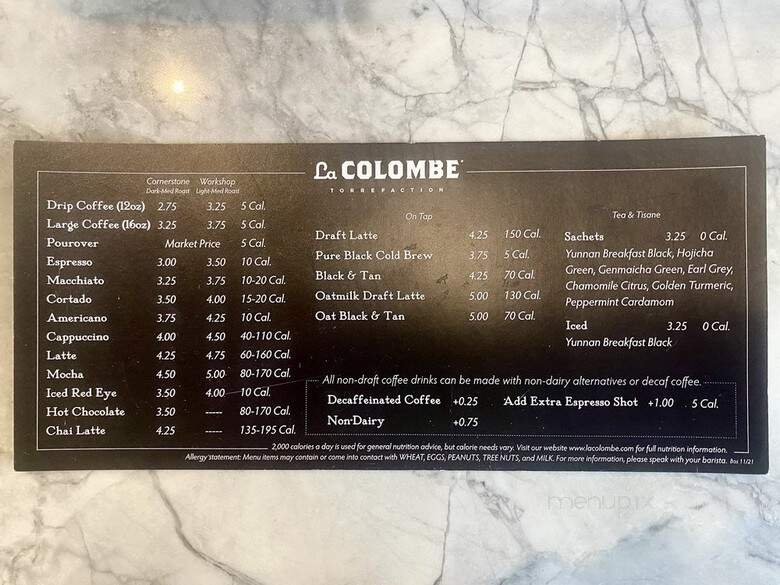 La COLOMBE
TORREFACTION
Cornerstone Workshop
Dark-Med Roast Light-Med Roast
Drip Coffee (12oz) 2.75 3.25 5 Cal.
Large Coffee (16oz) 3.25 3.75 5 Cal.
Pourover Market Price 5 Cal.
Espresso 3.00 3.50 10 Cal.
Macchiato 3.25 3.75 10-20 Cal.
Cortado 3.50 4.00 15-20 Cal.
Americano 3.75 4.25 10 Cal.
Cappuccino 4.00 4.50 40-110 Cal.
Latte 4.25 4.75 60-160 Cal.
Mocha 4.50 5.00 80-170 Cal.
Iced Red Eye 3.50 4.00 10 Cal.
Hot Chocolate 3.50 ----- 80-170 Cal.
Chai Latte 4.25 ----- 135-195 Cal.
On Tap
Draft Latte 4.25 150 Cal.
Pure Black Cold Brew 3.75 5 Cal.
Black & Tan 4.25 70 Cal.
Oatmilk Draft Latte 5.00 130 Cal.
Oat Black & Tan 5.00 70 Cal.
Tea & Tisane
Sachets 3.25 0 Cal.
Yunnan Breakfast Black, Hojicha
Green, Genmaicha Green, Earl Grey,
Chamomile Citrus, Golden Turmeric,
Peppermint Cardamom
Iced 3.25 0 Cal.
Yunnan Breakfast Black
All non-draft coffee drinks can be made with non-dairy alternatives or decaf coffee.
Decaffeinated Coffee +0.25 Add Extra Espresso Shot +1.00 5 Cal.
Non-Dairy +0.75
2,000 calories a day is used for general nutrition advice, but calorie needs vary. Visit our website www.lacolombe.com for full nutrition information.
Allergy statement: Menu items may contain or come into contact with WHEAT, EGGS, PEANUTS, TREE NUTS, and MILK. For more information, please speak with your barista. Bos 11/21